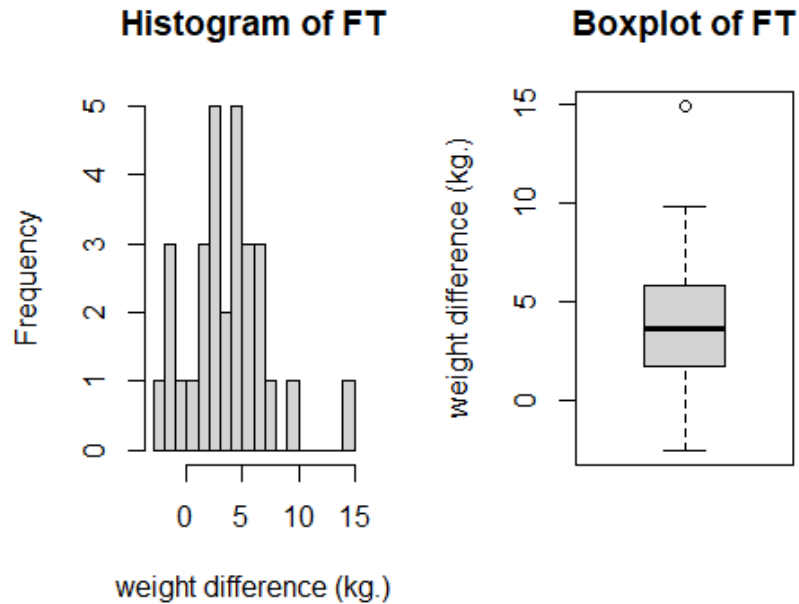 Histogram of FT
Frequency
0
1
2
3
4
5
0 5 10 15
weight difference (kg.)
Boxplot of FT
weight difference (kg.)
0
5
10
15